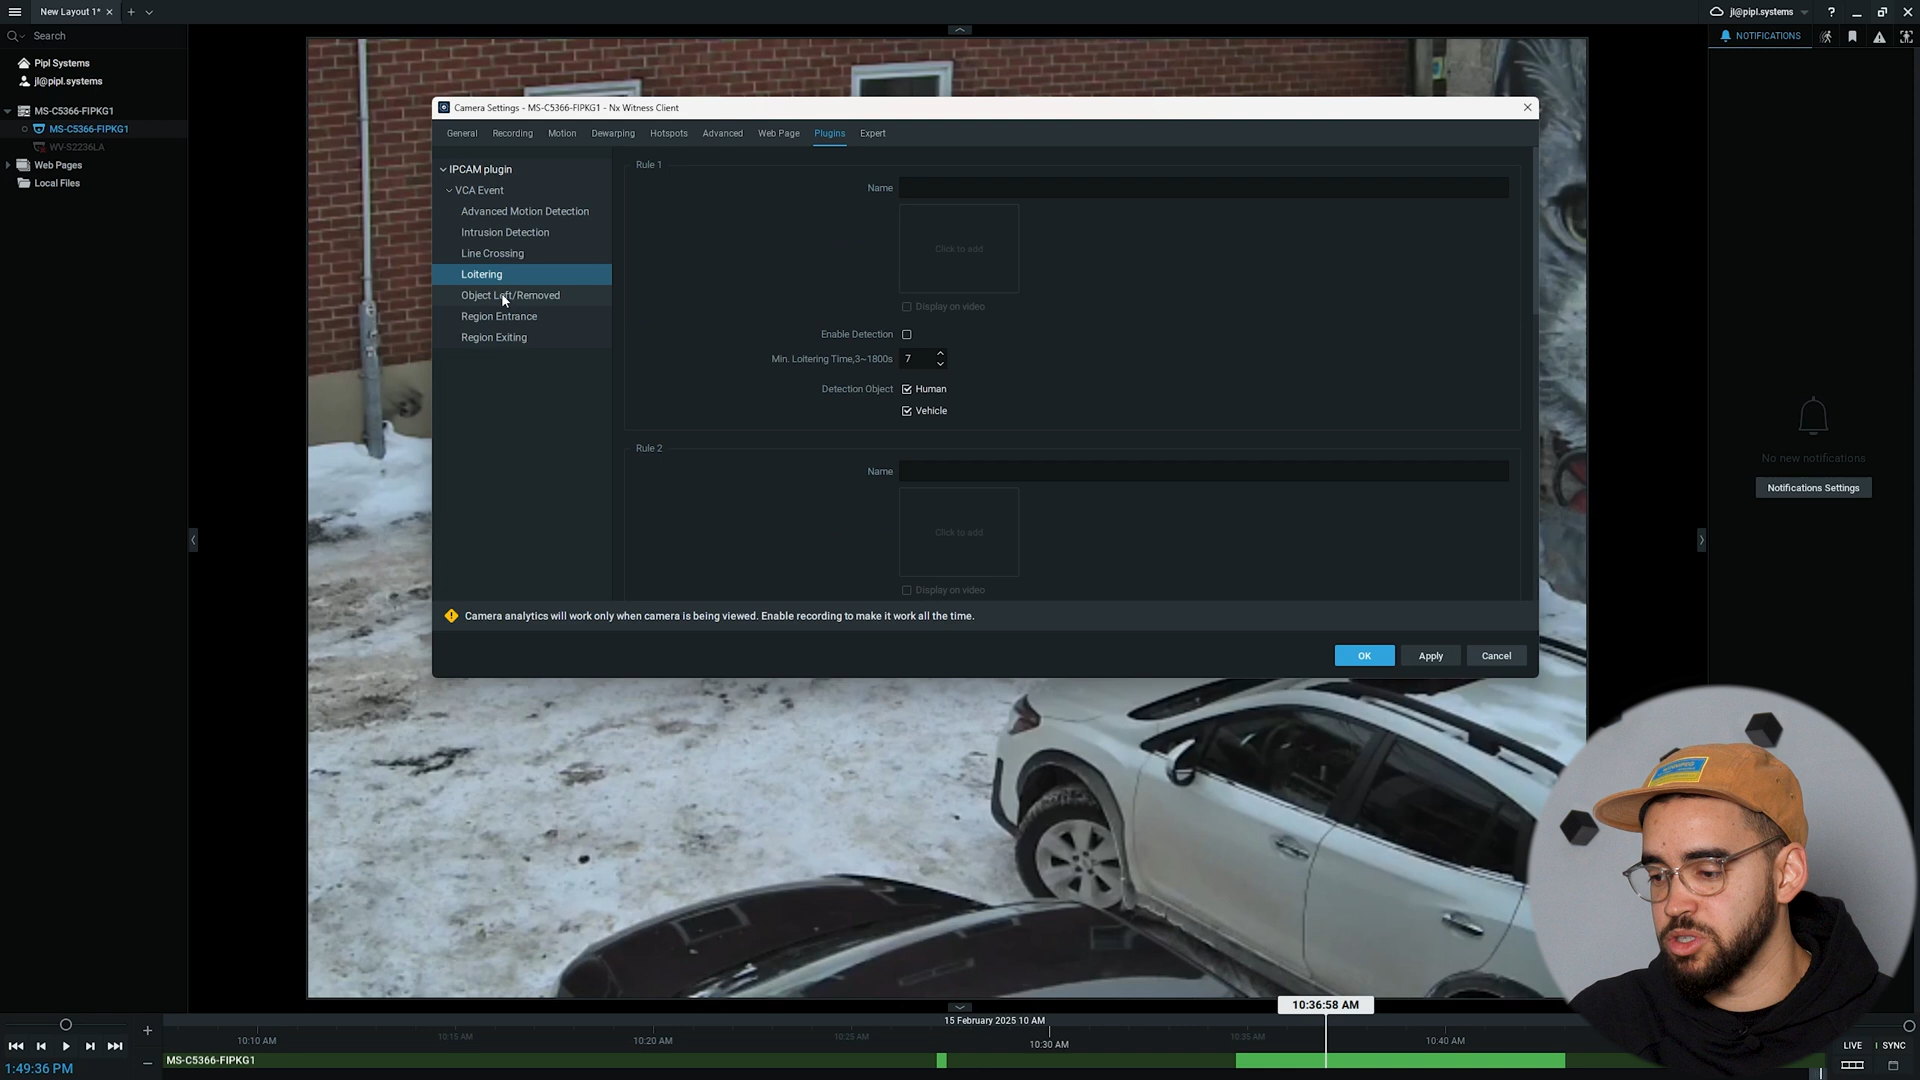 New Layout 1*
jl@pipl.systems
Search
NOTIFICATIONS
Pipl Systems
jl@pipl.systems
MS-C5366-FIPKG1
MS-C5366-FIPKG1
WV-S2236LA
Web Pages
Local Files
Camera Settings - MS-C5366-FIPKG1 - Nx Witness Client
General Recording Motion Dewarping Hotspots Advanced Web Page Plugins Expert
IPCAM plugin
VCA Event
Advanced Motion Detection
Intrusion Detection
Line Crossing
Loitering
Object Left/Removed
Region Entrance
Region Exiting
Rule 1
Name
Click to add
Display on video
Enable Detection
Min. Loitering Time,3~1800s 7
Detection Object Human
Vehicle
Rule 2
Name
Click to add
Display on video
Camera analytics will work only when camera is being viewed. Enable recording to make it work all the time.
OK Apply Cancel
No new notifications
Notifications Settings
10:36:58 AM
15 February 2025 10 AM
10:10 AM 10:15 AM 10:20 AM 10:25 AM 10:30 AM 10:35 AM 10:40 AM
MS-C5366-FIPKG1
1:49:36 PM
LIVE SYNC